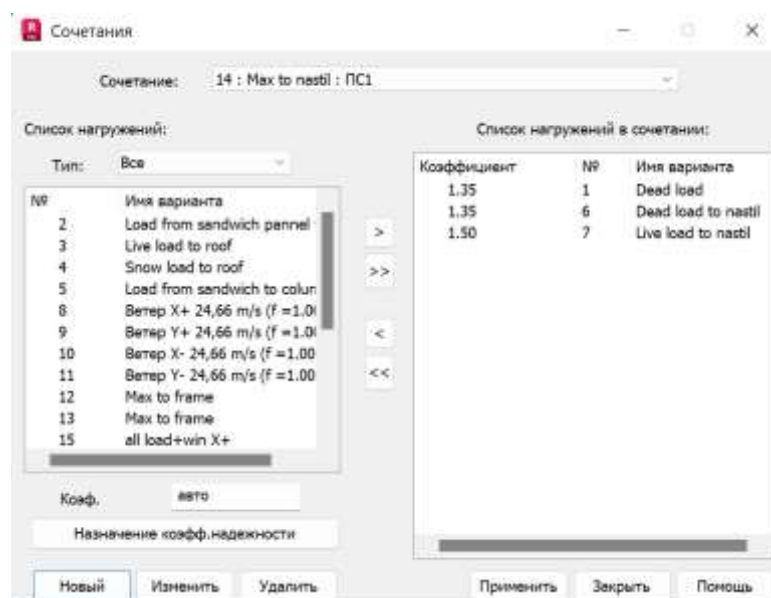 Сочетания
Сочетание: 14 : Max to nastil : ПС1
Список нагружений:
Тип: Все
№ Имя варианта
2 Load from sandwich pannel
3 Live load to roof
4 Snow load to roof
5 Load from sandwich to colun
8 Ветер X+ 24,66 m/s (f =1.0
9 Ветер Y+ 24,66 m/s (f =1.0
10 Ветер X- 24,66 m/s (f =1.00
11 Ветер Y- 24,66 m/s (f =1.00
12 Max to frame
13 Max to frame
15 all load+win X+
>
>>
<
<<
Список нагружений в сочетании:
Коэффициент № Имя варианта
1.35 1 Dead load
1.35 6 Dead load to nastil
1.50 7 Live load to nastil
Коэф. авто
Назначение коэфф.надежности
Новый Изменить Удалить
Применить Закрыть Помощь